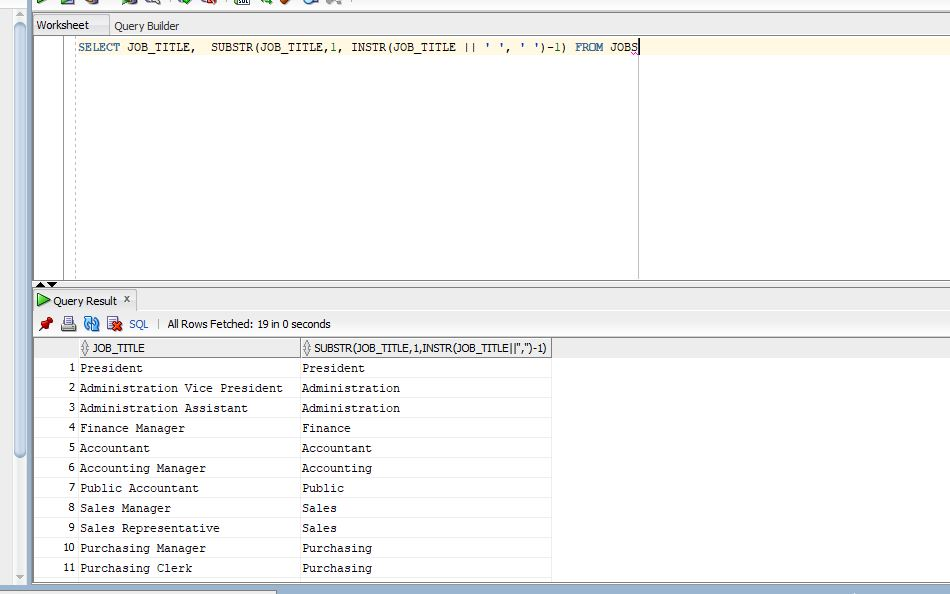 Worksheet Query Builder
SELECT JOB_TITLE, SUBSTR(JOB_TITLE,1, INSTR(JOB_TITLE || ' ', ' ')-1) FROM JOBS
Query Result x
SQL | All Rows Fetched: 19 in 0 seconds
JOB_TITLE SUBSTR(JOB_TITLE,1,INSTR(JOB_TITLE||'','')-1)
1 President President
2 Administration Vice President Administration
3 Administration Assistant Administration
4 Finance Manager Finance
5 Accountant Accountant
6 Accounting Manager Accounting
7 Public Accountant Public
8 Sales Manager Sales
9 Sales Representative Sales
10 Purchasing Manager Purchasing
11 Purchasing Clerk Purchasing